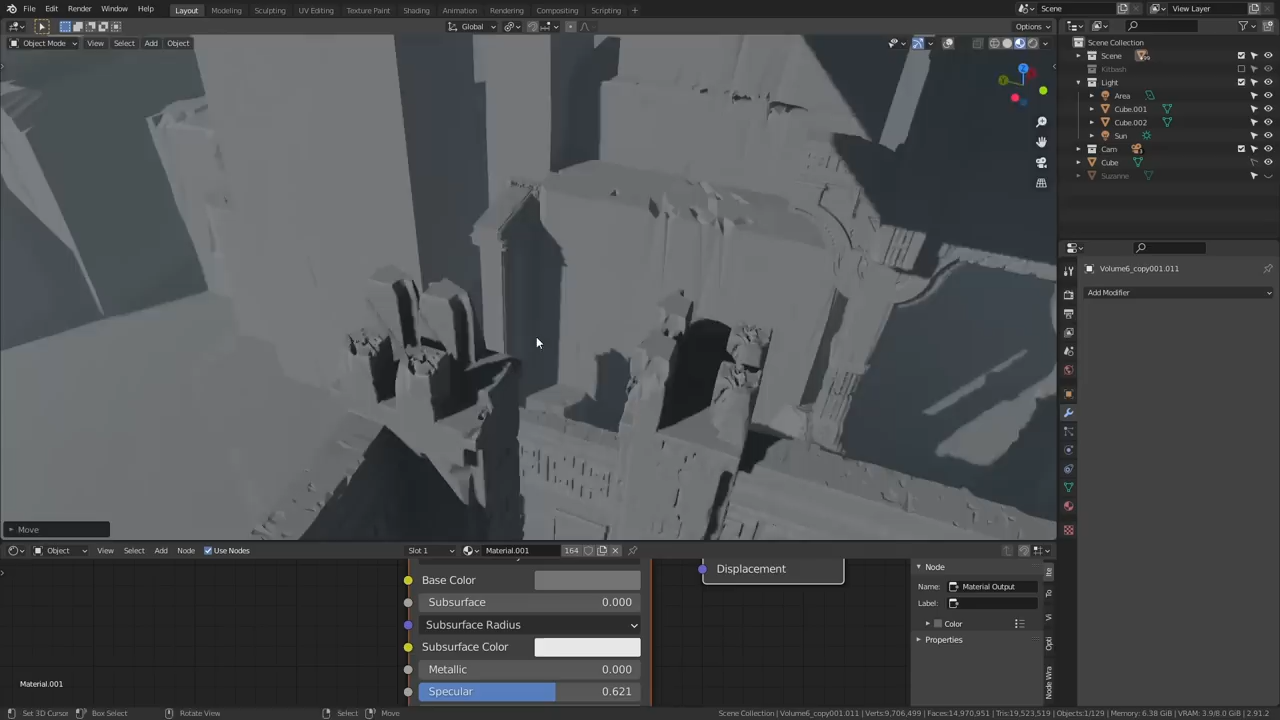 File Edit Render Window Help Layout Modeling Sculpting UV Editing Texture Paint Shading Animation Rendering Compositing Scripting + Scene View Layer
Global Options
Object Mode View Select Add Object
Scene Collection
Scene
Kitbash
Light
Area
Cube.001
Cube.002
Sun
Cam
Cube
Suzanne
Volume6_copy001.011
Add Modifier
Move
Object View Select Add Node Use Nodes Slot 1 Material.001 164
Base Color
Subsurface 0.000
Subsurface Radius
Subsurface Color
Metallic 0.000
Specular 0.621
Displacement
Node
Name: Material Output
Label:
Color
Properties
Material.001
Set 3D Cursor Box Select Rotate View Select Move Scene Collection | Volume6_copy001.011 | Verts:9,706,499 | Faces:14,970,951 | Tris:19,523,519 | Objects:1/129 | Memory: 6.38 GiB | VRAM: 3.9/8.0 GiB | 2.91.2